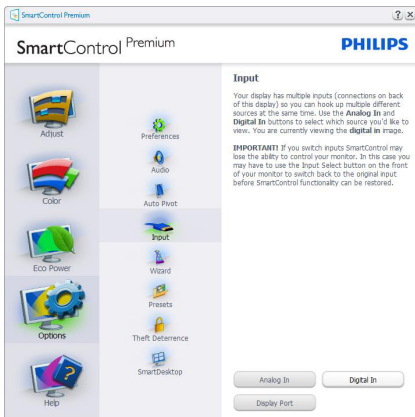 SmartControl Premium
SmartControl Premium
PHILIPS
Adjust
Color
Eco Power
Options
Help
Preferences
Audio
Auto Pivot
Input
Wizard
Presets
Theft Deterrence
SmartDesktop
Input
Your display has multiple inputs (connections on back
of this display) so you can hook up multiple different
sources at the same time. Use the Analog In and
Digital In buttons to select which source you'd like to
view. You are currently viewing the digital in image.
IMPORTANT! If you switch inputs SmartControl may
lose the ability to control your monitor. In this case you
may have to use the Input Select button on the front
of your monitor to switch back to the original input
before SmartControl functionality can be restored.
Analog In
Digital In
Display Port